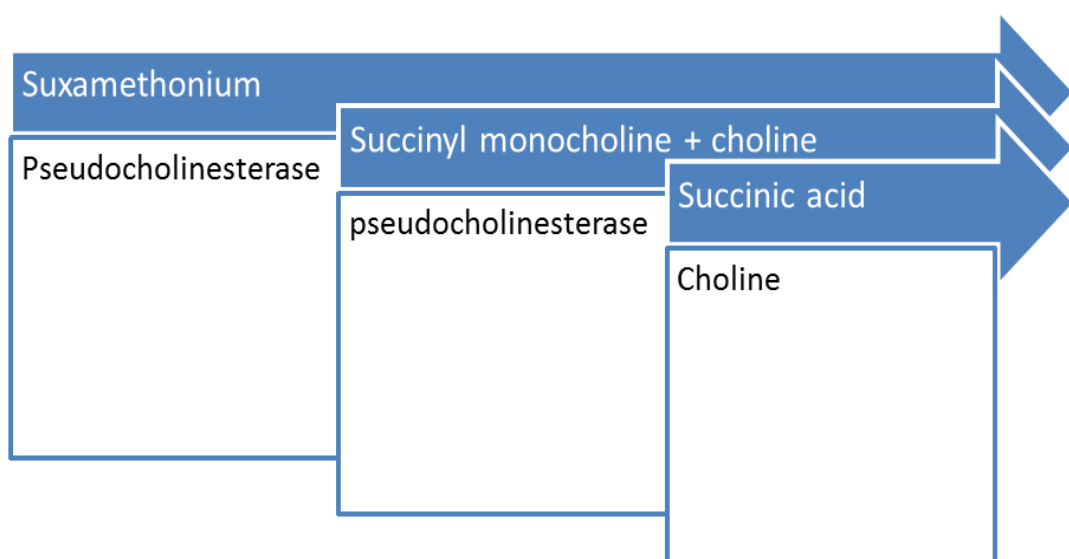 Suxamethonium
Pseudocholinesterase
Succinyl monocholine + choline
pseudocholinesterase
Succinic acid
Choline